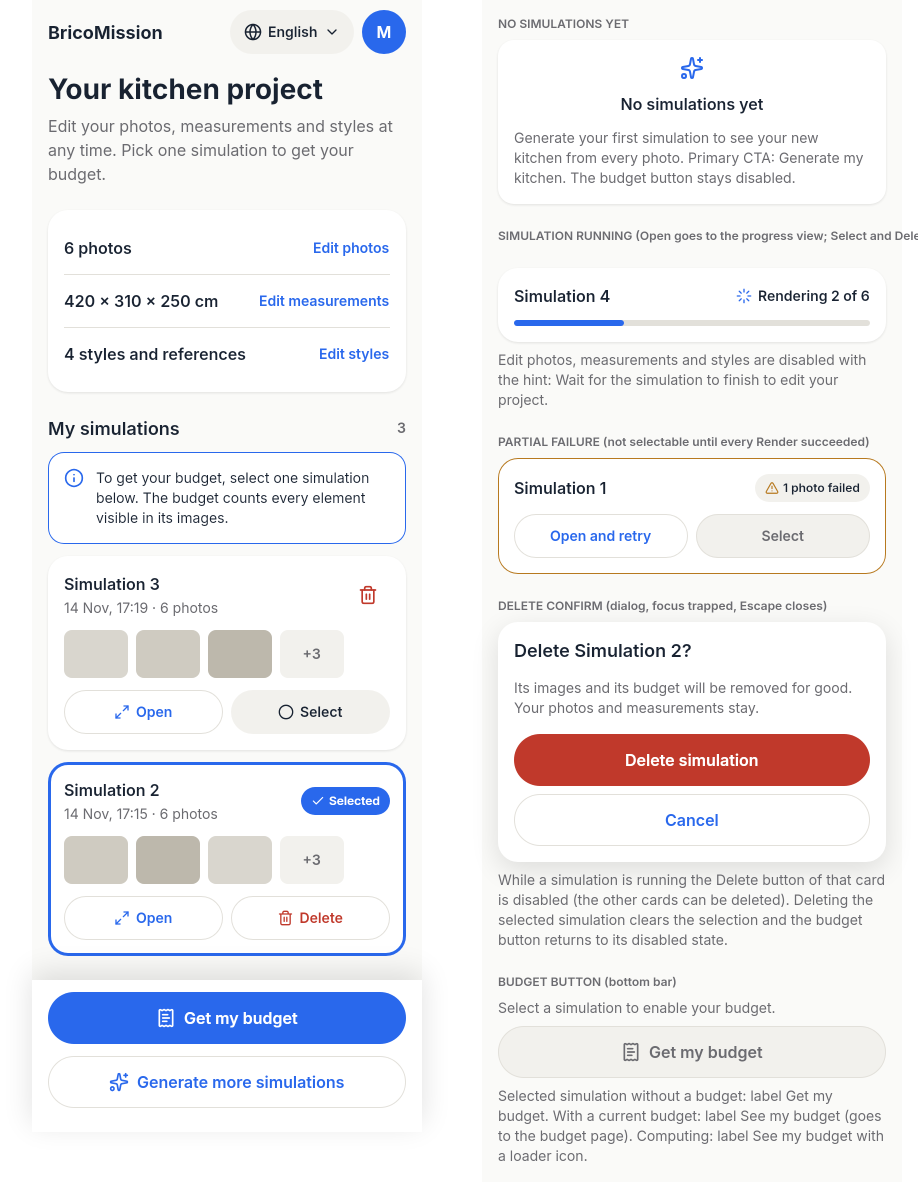 BricoMission
English
M
Your kitchen project
Edit your photos, measurements and styles at
any time. Pick one simulation to get your
budget.
6 photos
Edit photos
420 × 310 × 250 cm
Edit measurements
4 styles and references
Edit styles
My simulations
3
To get your budget, select one simulation
below. The budget counts every element
visible in its images.
Simulation 3
14 Nov, 17:19 · 6 photos
+3
Open
Select
Simulation 2
14 Nov, 17:15 · 6 photos
Selected
+3
Open
Delete
Get my budget
Generate more simulations
NO SIMULATIONS YET
No simulations yet
Generate your first simulation to see your new
kitchen from every photo. Primary CTA: Generate my
kitchen. The budget button stays disabled.
SIMULATION RUNNING (Open goes to the progress view; Select and Dele
Simulation 4
Rendering 2 of 6
Edit photos, measurements and styles are disabled with
the hint: Wait for the simulation to finish to edit your
project.
PARTIAL FAILURE (not selectable until every Render succeeded)
Simulation 1
1 photo failed
Open and retry
Select
DELETE CONFIRM (dialog, focus trapped, Escape closes)
Delete Simulation 2?
Its images and its budget will be removed for good.
Your photos and measurements stay.
Delete simulation
Cancel
While a simulation is running the Delete button of that card
is disabled (the other cards can be deleted). Deleting the
selected simulation clears the selection and the budget
button returns to its disabled state.
BUDGET BUTTON (bottom bar)
Select a simulation to enable your budget.
Get my budget
Selected simulation without a budget: label Get my
budget. With a current budget: label See my budget (goes
to the budget page). Computing: label See my budget with
a loader icon.